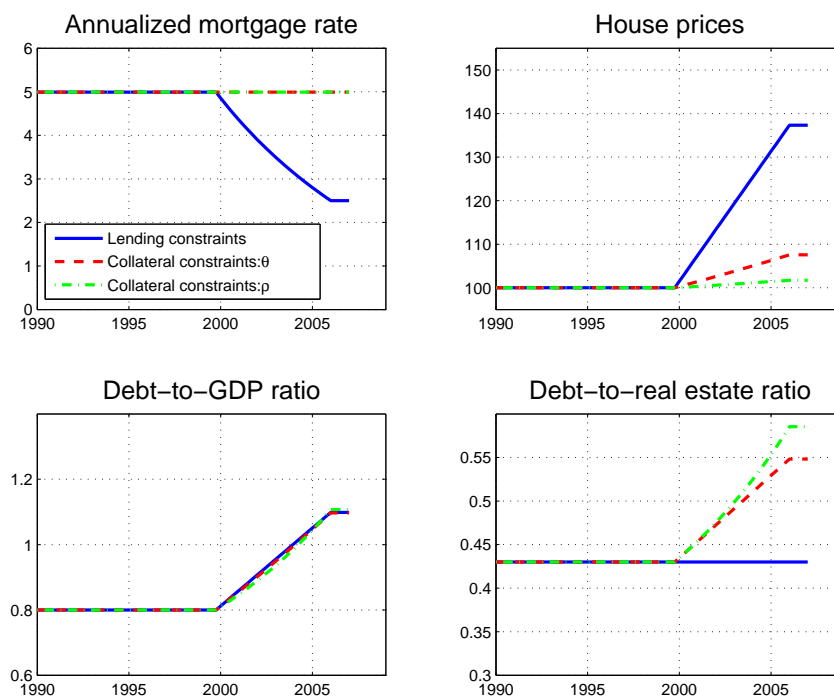 Annualized mortgage rate
6
5
4
3
2
1
0
1990 1995 2000 2005
Lending constraints
Collateral constraints:θ
Collateral constraints:ρ
House prices
150
140
130
120
110
100
1990 1995 2000 2005
Debt−to−GDP ratio
1.2
1
0.8
0.6
1990 1995 2000 2005
Debt−to−real estate ratio
0.55
0.5
0.45
0.4
0.35
0.3
1990 1995 2000 2005